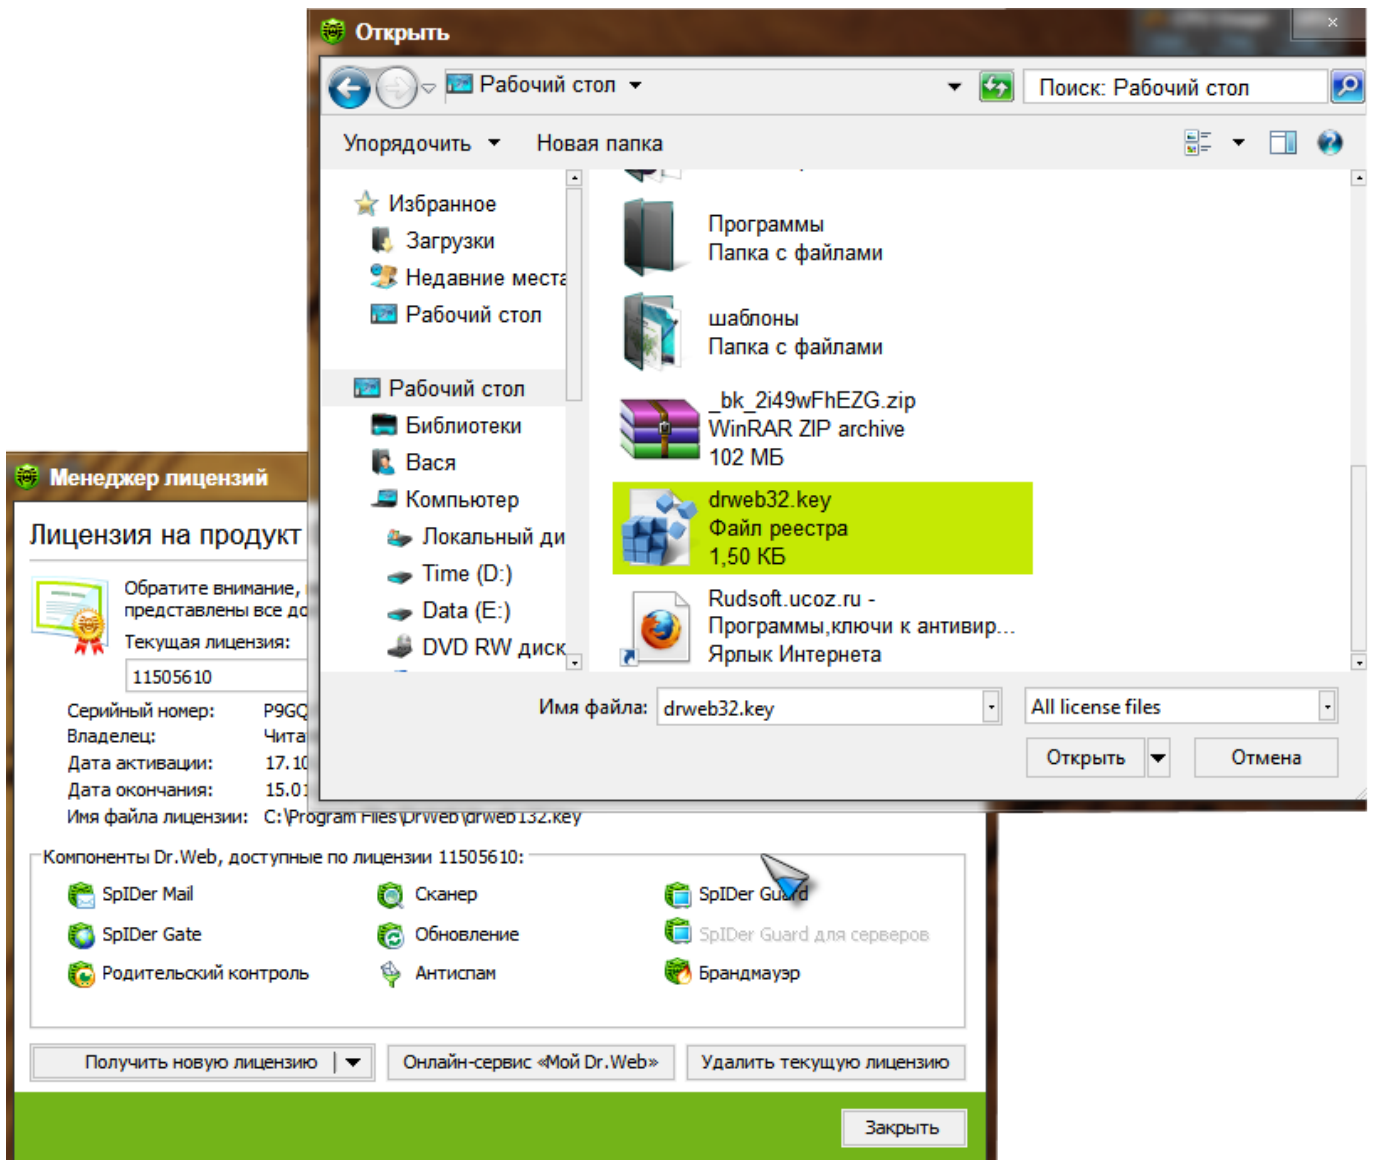 Открыть
Рабочий стол
Поиск: Рабочий стол
Упорядочить
Новая папка
Избранное
Загрузки
Недавние места
Рабочий стол
Рабочий стол
Библиотеки
Вася
Компьютер
Локальный ди
Time (D:)
Data (E:)
DVD RW диск
Программы
Папка с файлами
шаблоны
Папка с файлами
_bk_2i49wFhEZG.zip
WinRAR ZIP archive
102 МБ
drweb32.key
Файл реестра
1,50 КБ
Rudsoft.ucoz.ru -
Программы,ключи к антивир...
Ярлык Интернета
Имя файла: drweb32.key
All license files
Открыть
Отмена
Менеджер лицензий
Лицензия на продукт
Обратите внимание,
представлены все до
Текущая лицензия:
11505610
Серийный номер: P9GQ
Владелец: Чита
Дата активации: 17.10
Дата окончания: 15.01
Имя файла лицензии: C:\Program Files\DrWeb\drweb132.key
Компоненты Dr.Web, доступные по лицензии 11505610:
SpIDer Mail
Сканер
SpIDer Guard
SpIDer Gate
Обновление
SpIDer Guard для серверов
Родительский контроль
Антиспам
Брандмауэр
Получить новую лицензию
Онлайн-сервис «Мой Dr.Web»
Удалить текущую лицензию
Закрыть